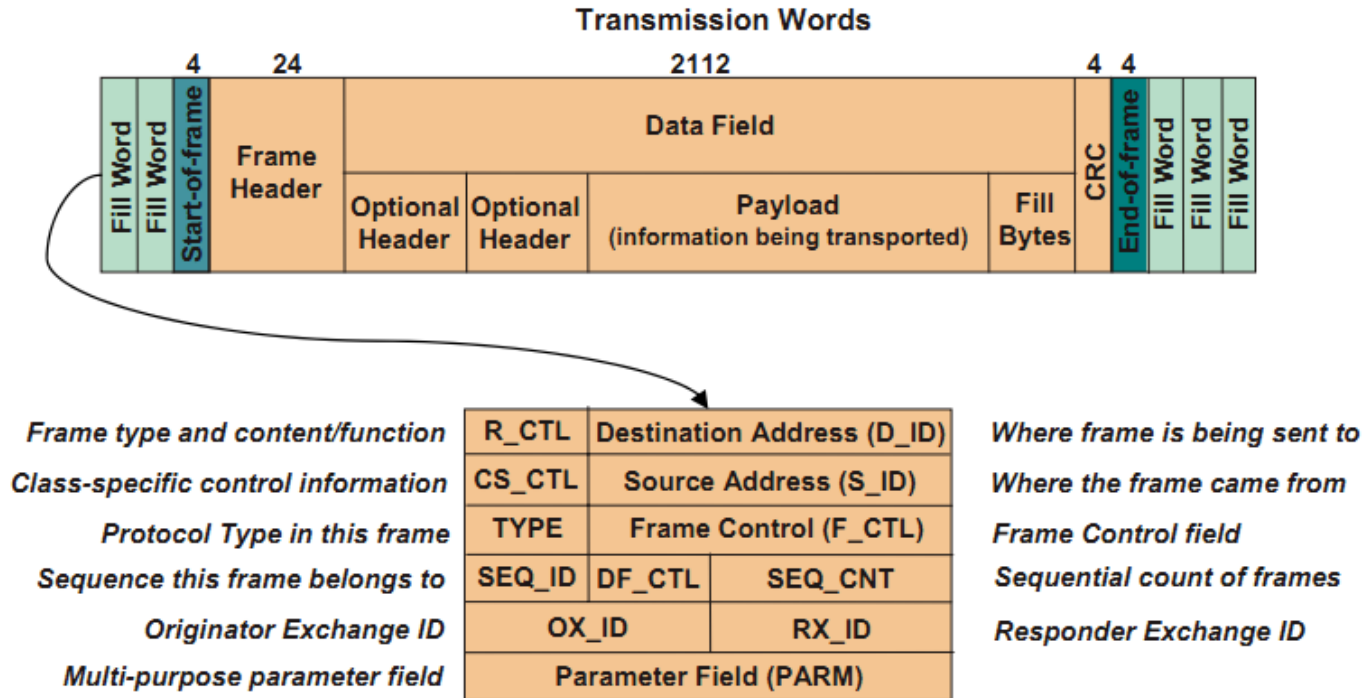 Transmission Words
4 24 2112 4 4
Fill Word
Fill Word
Start-of-frame
Frame
Header
Data Field
Optional
Header
Optional
Header
Payload
(information being transported)
Fill
Bytes
CRC
End-of-frame
Fill Word
Fill Word
Fill Word
Frame type and content/function R_CTL Destination Address (D_ID) Where frame is being sent to
Class-specific control information CS_CTL Source Address (S_ID) Where the frame came from
Protocol Type in this frame TYPE Frame Control (F_CTL) Frame Control field
Sequence this frame belongs to SEQ_ID DF_CTL SEQ_CNT Sequential count of frames
Originator Exchange ID OX_ID RX_ID Responder Exchange ID
Multi-purpose parameter field Parameter Field (PARM)